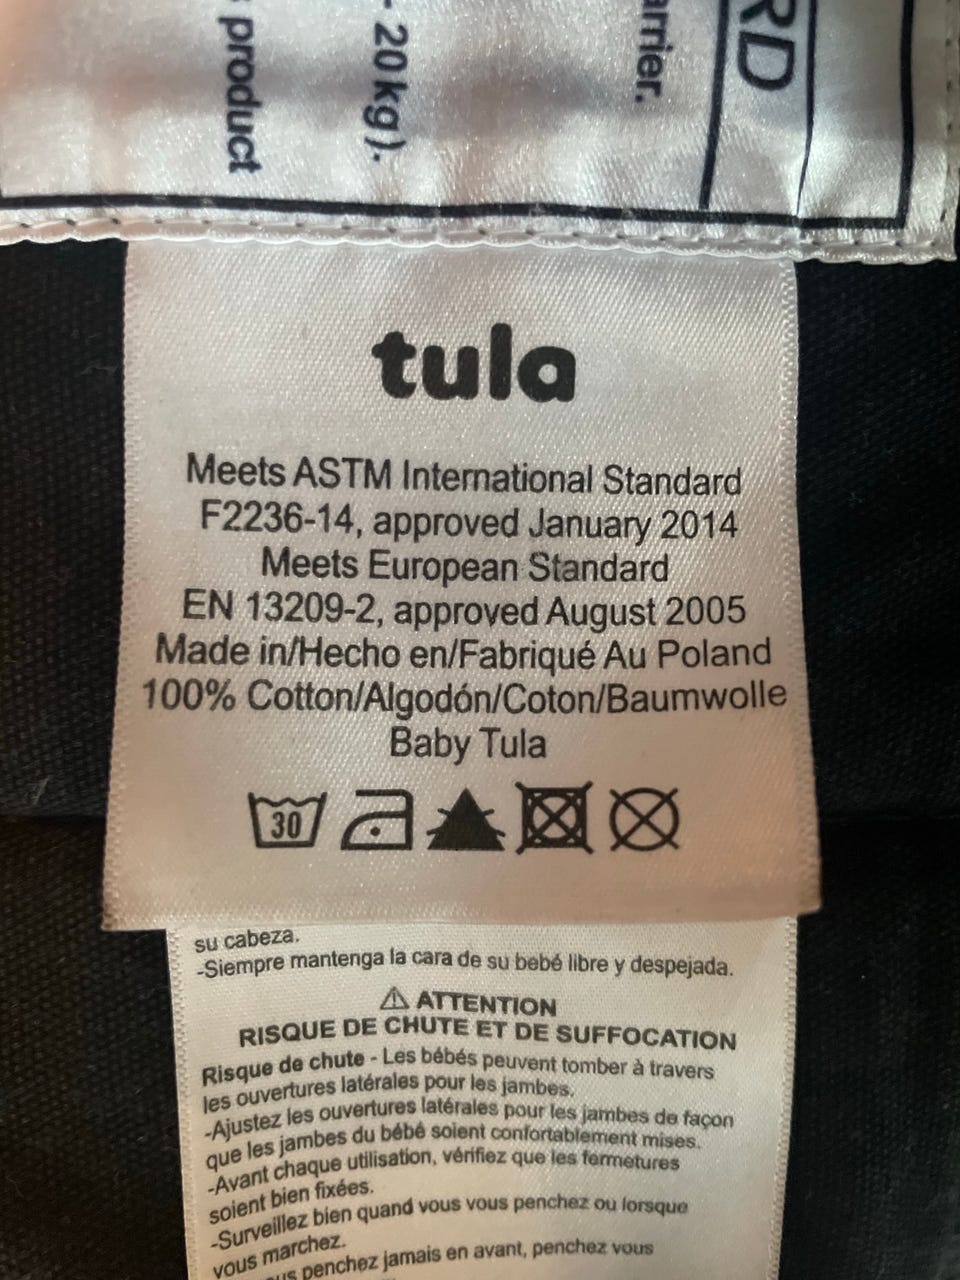 RD
arrier.
- 20 kg).
product
tula
Meets ASTM International Standard
F2236-14, approved January 2014
Meets European Standard
EN 13209-2, approved August 2005
Made in/Hecho en/Fabriqué Au Poland
100% Cotton/Algodón/Coton/Baumwolle
Baby Tula
30
su cabeza.
-Siempre mantenga la cara de su bebé libre y despejada.
⚠ ATTENTION
RISQUE DE CHUTE ET DE SUFFOCATION
Risque de chute - Les bébés peuvent tomber à travers
les ouvertures latérales pour les jambes.
-Ajustez les ouvertures latérales pour les jambes de façon
que les jambes du bébé soient confortablement mises.
-Avant chaque utilisation, vérifiez que les fermetures
soient bien fixées.
-Surveillez bien quand vous vous penchez ou lorsque
vous marchez.
us penchez jamais en avant, penchez vous